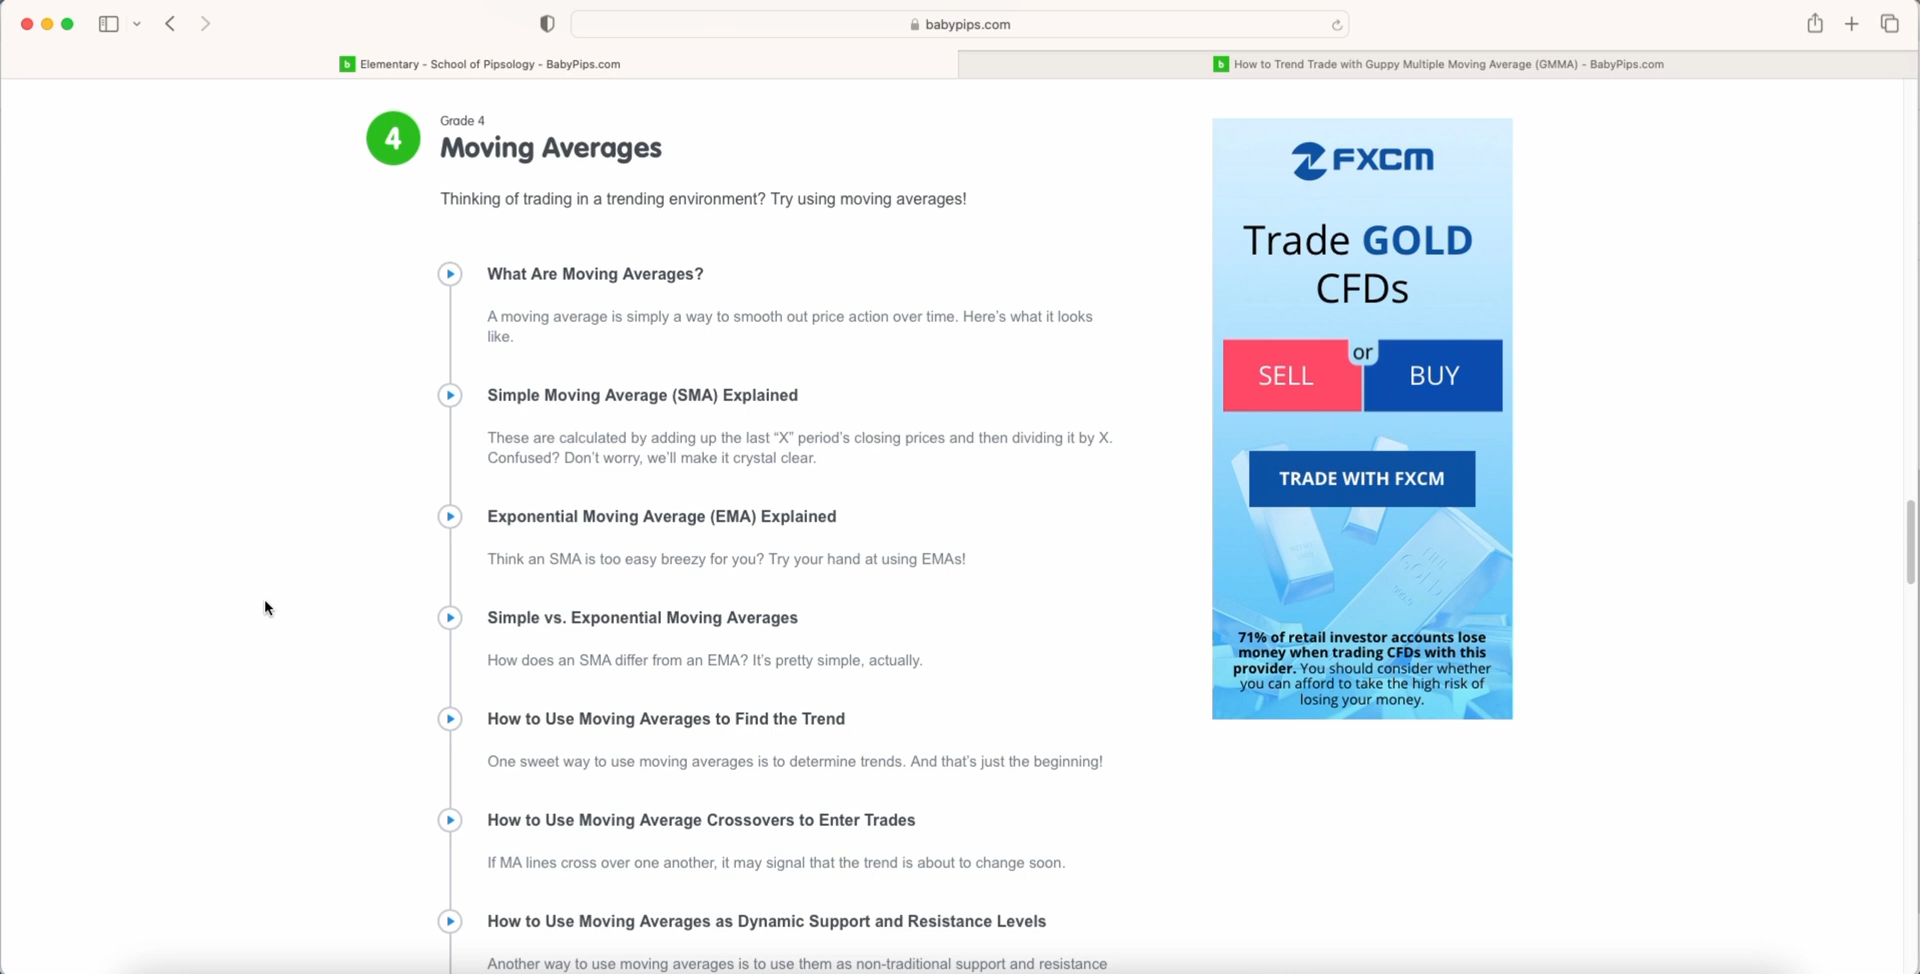 babypips.com
Elementary - School of Pipsology - BabyPips.com
How to Trend Trade with Guppy Multiple Moving Average (GMMA) - BabyPips.com
4
Grade 4
Moving Averages
Thinking of trading in a trending environment? Try using moving averages!
What Are Moving Averages?
A moving average is simply a way to smooth out price action over time. Here’s what it looks
like.
Simple Moving Average (SMA) Explained
These are calculated by adding up the last “X” period’s closing prices and then dividing it by X.
Confused? Don’t worry, we’ll make it crystal clear.
Exponential Moving Average (EMA) Explained
Think an SMA is too easy breezy for you? Try your hand at using EMAs!
Simple vs. Exponential Moving Averages
How does an SMA differ from an EMA? It’s pretty simple, actually.
How to Use Moving Averages to Find the Trend
One sweet way to use moving averages is to determine trends. And that’s just the beginning!
How to Use Moving Average Crossovers to Enter Trades
If MA lines cross over one another, it may signal that the trend is about to change soon.
How to Use Moving Averages as Dynamic Support and Resistance Levels
Another way to use moving averages is to use them as non-traditional support and resistance
FXCM
Trade GOLD
CFDs
SELL or BUY
TRADE WITH FXCM
71% of retail investor accounts lose
money when trading CFDs with this
provider. You should consider whether
you can afford to take the high risk of
losing your money.